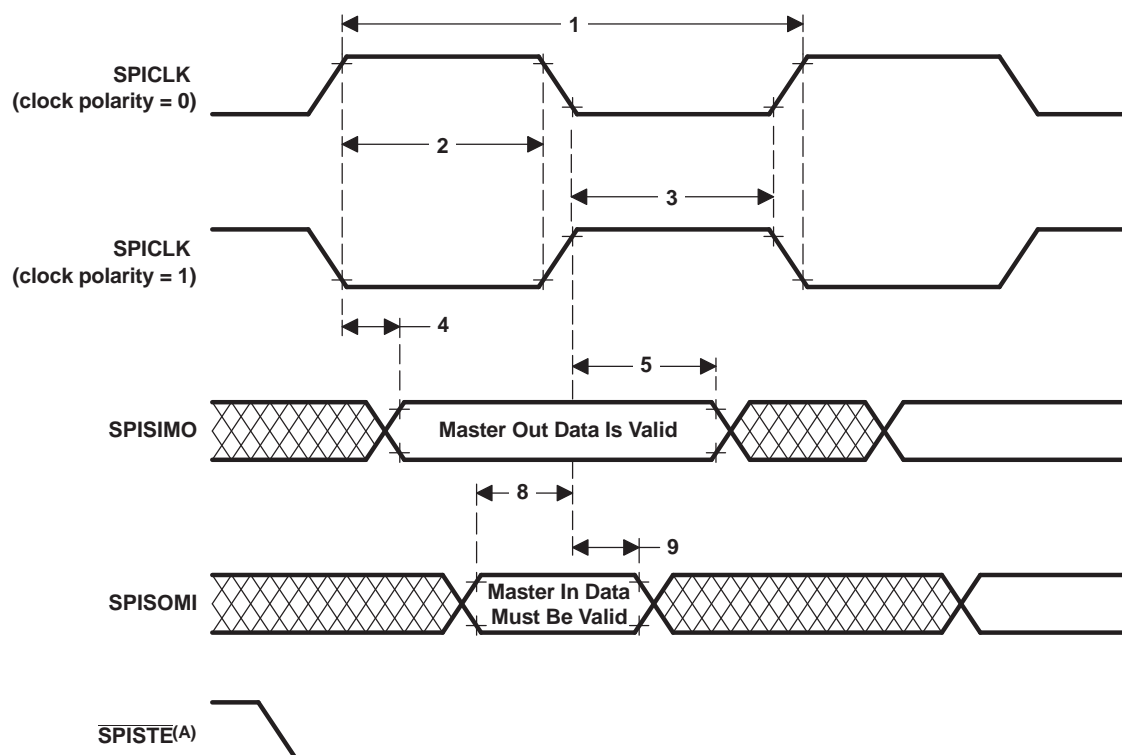 1
SPICLK
(clock polarity = 0)
2
3
SPICLK
(clock polarity = 1)
4
5
SPISIMO
Master Out Data Is Valid
8
9
SPISOMI
Master In Data
Must Be Valid
SPISTE(A)